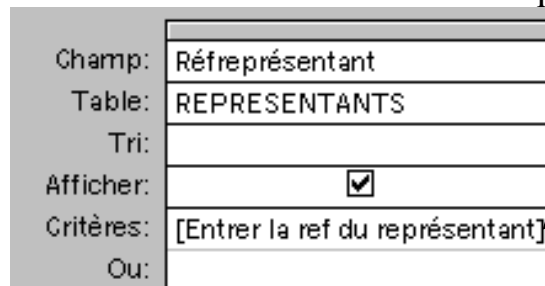 Champ: Réfreprésentant
Table: REPRESENTANTS
Tri:
Afficher:
Critères: [Entrer la ref du représentant]
Ou: